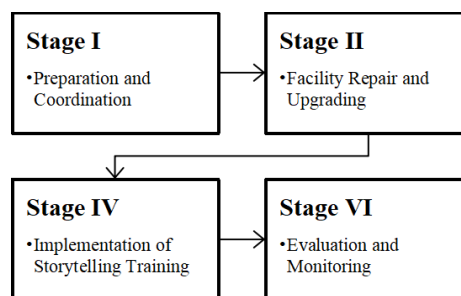 Stage I
•Preparation and
Coordination
Stage II
•Facility Repair and
Upgrading
Stage IV
•Implementation of
Storytelling Training
Stage VI
•Evaluation and
Monitoring